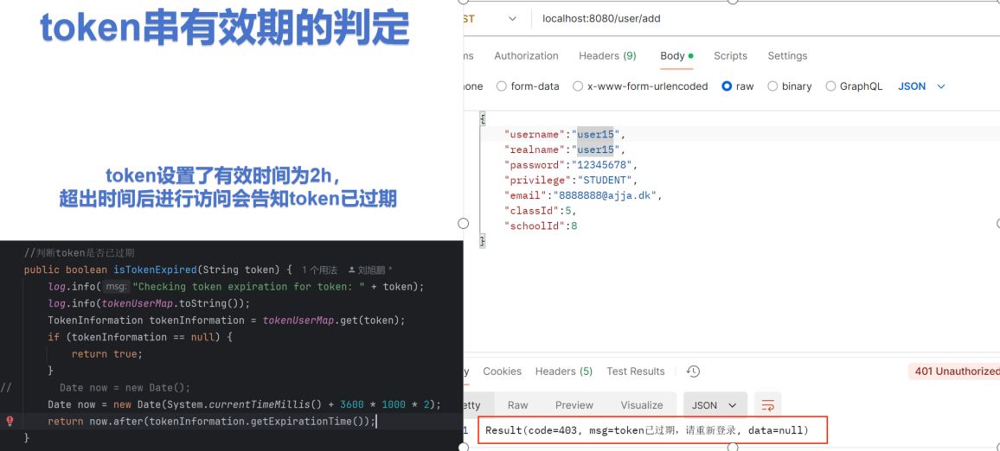 token串有效期的判定
token设置了有效时间为2h，
超出时间后进行访问会告知token已过期
//判断token是否已过期
public boolean isTokenExpired(String token) { 1个用法 刘旭鹏 *
log.info( msg: "Checking token expiration for token: " + token);
log.info(tokenUserMap.toString());
TokenInformation tokenInformation = tokenUserMap.get(token);
if (tokenInformation == null) {
return true;
}
// Date now = new Date();
Date now = new Date(System.currentTimeMillis() + 3600 * 1000 * 2);
return now.after(tokenInformation.getExpirationTime());
}
ST localhost:8080/user/add
ms Authorization Headers (9) Body Scripts Settings
none form-data x-www-form-urlencoded raw binary GraphQL JSON
{
"username":"user15",
"realname":"user15",
"password":"12345678",
"privilege":"STUDENT",
"email":"8888888@ajja.dk",
"classId":5,
"schoolId":8
}
y Cookies Headers (5) Test Results 401 Unauthorized
etty Raw Preview Visualize JSON
1 Result(code=403, msg=token已过期，请重新登录, data=null)